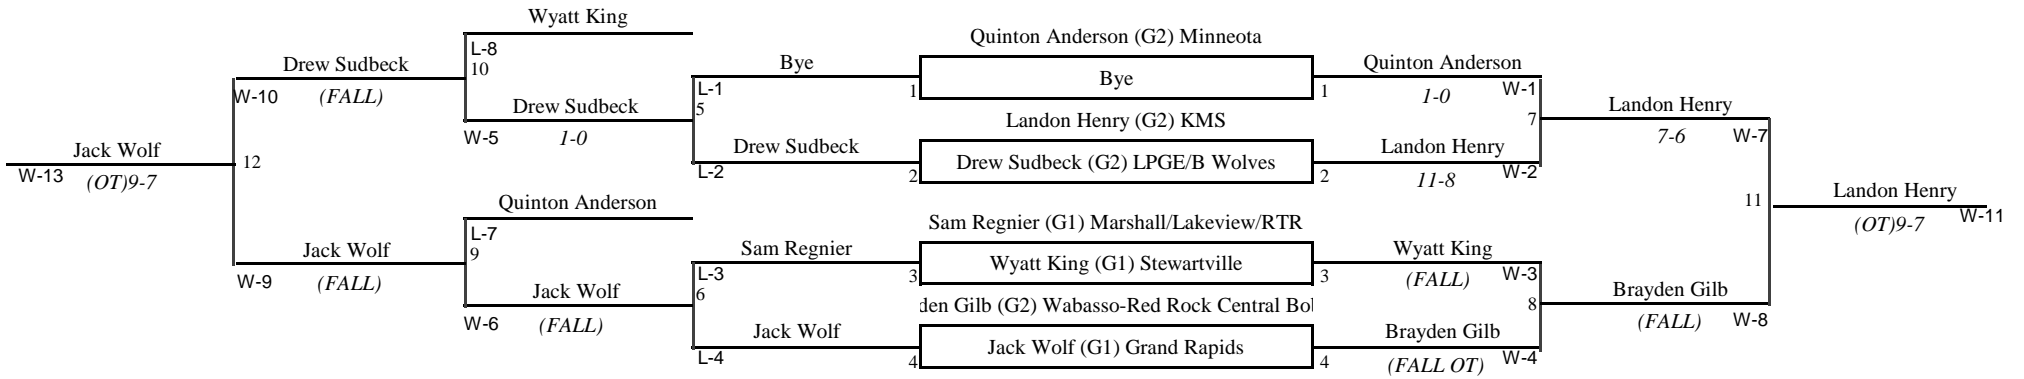 Wyatt King
L-8
10
Drew Sudbeck
(FALL)
W-10
Drew Sudbeck
W-5
1-0
Jack Wolf
W-13
(OT)9-7
12
Quinton Anderson
L-7
9
Jack Wolf
W-9
(FALL)
Jack Wolf
W-6
(FALL)
Bye
L-1
5
1
Drew Sudbeck
L-2
2
Sam Regnier
L-3
6
3
Jack Wolf
L-4
4
Quinton Anderson (G2) Minneota
Bye
Landon Henry (G2) KMS
Drew Sudbeck (G2) LPGE/B Wolves
Sam Regnier (G1) Marshall/Lakeview/RTR
Wyatt King (G1) Stewartville
den Gilb (G2) Wabasso-Red Rock Central Bo
Jack Wolf (G1) Grand Rapids
Quinton Anderson
1
1-0
W-1
7
Landon Henry
2
11-8
W-2
Wyatt King
3
(FALL)
W-3
8
Brayden Gilb
4
(FALL OT)
W-4
Landon Henry
7-6
W-7
11
Brayden Gilb
(FALL)
W-8
Landon Henry
(OT)9-7
W-11